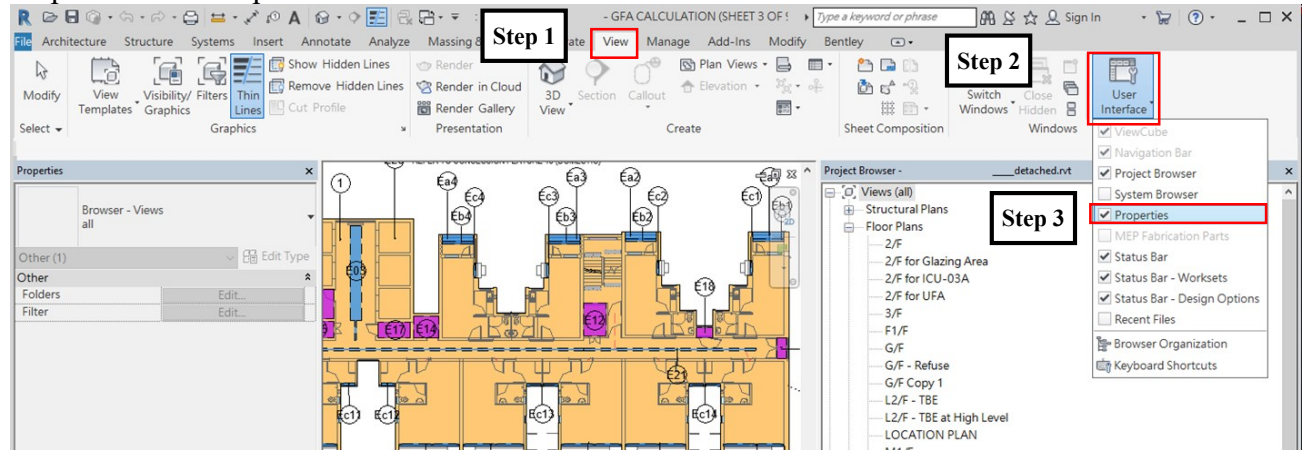 - GFA CALCULATION (SHEET 3 OF
Type a keyword or phrase
Sign In
File Architecture Structure Systems Insert Annotate Analyze Massing & Step 1 ate View Manage Add-Ins Modify Bentley
Show Hidden Lines
Remove Hidden Lines
Cut Profile
Render
Render in Cloud
Render Gallery
Plan Views
Elevation
Step 2
Modify
View Templates
Visibility/ Graphics
Filters
Thin Lines
3D View
Section
Callout
Switch Windows
Close Hidden
User Interface
Select
Graphics
Presentation
Create
Sheet Composition
Windows
ViewCube
Navigation Bar
Project Browser
System Browser
Properties
MEP Fabrication Parts
Status Bar
Status Bar - Worksets
Status Bar - Design Options
Recent Files
Browser Organization
Keyboard Shortcuts
Step 3
Properties
Browser - Views
all
Other (1)
Edit Type
Other
Folders
Edit...
Filter
Edit...
1
Ea4
Ec4
Eb4
Ea3
Ec3
Eb3
Ea2
Ec2
Eb2
Ec1
Eb1
E05
E17
E14
E12
E18
E21
Ec11
Ec12
Ec13
Ec14
Project Browser -
detached.rvt
Views (all)
Structural Plans
Floor Plans
2/F
2/F for Glazing Area
2/F for ICU-03A
2/F for UFA
3/F
F1/F
G/F
G/F - Refuse
G/F Copy 1
L2/F - TBE
L2/F - TBE at High Level
LOCATION PLAN